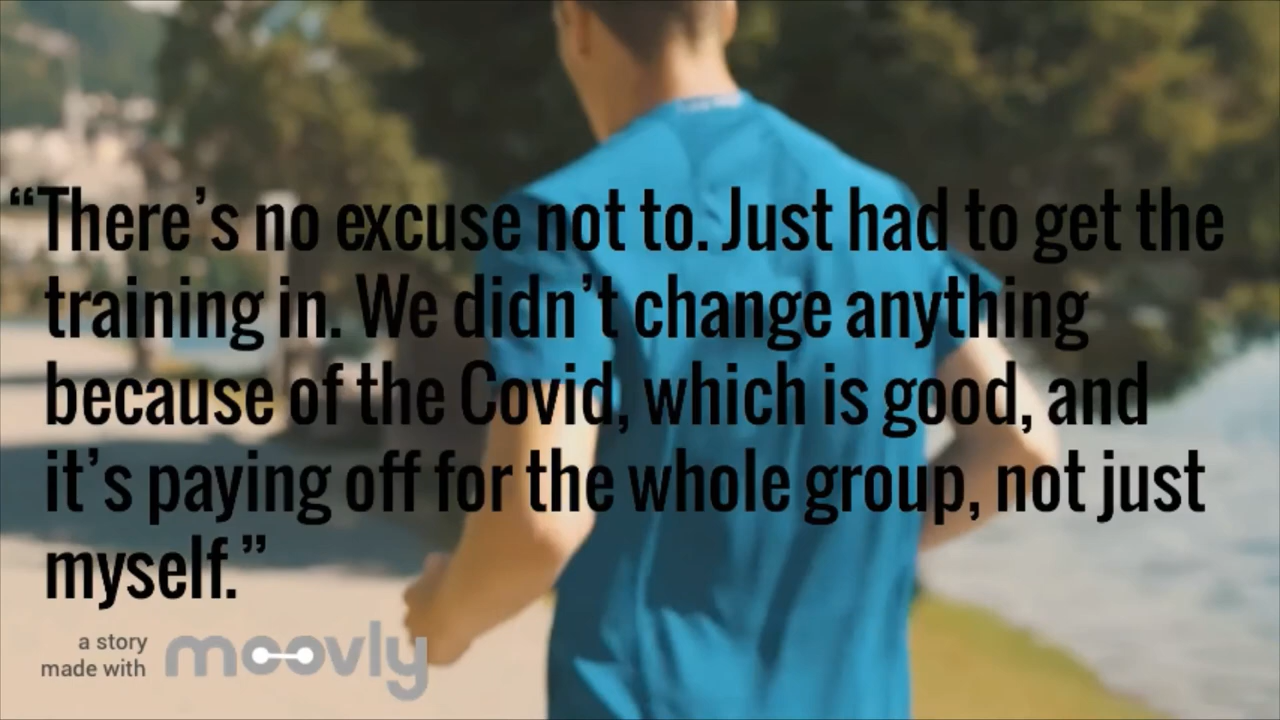 “There’s no excuse not to. Just had to get the
training in. We didn’t change anything
because of the Covid, which is good, and
it’s paying off for the whole group, not just
myself.”
a story
made with
moovly